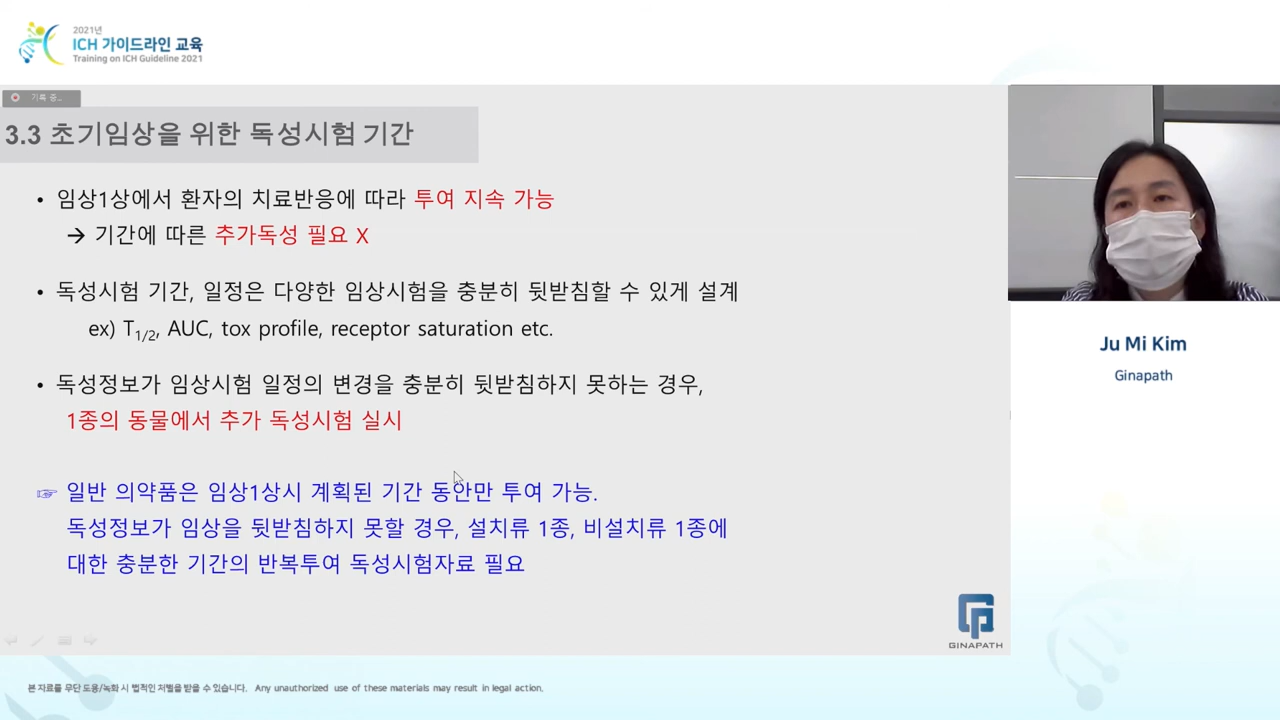 2021년
ICH 가이드라인 교육
Training on ICH Guideline 2021
기록 중...
3.3 초기임상을 위한 독성시험 기간
• 임상1상에서 환자의 치료반응에 따라 투여 지속 가능
→ 기간에 따른 추가독성 필요 X
• 독성시험 기간, 일정은 다양한 임상시험을 충분히 뒷받침할 수 있게 설계
ex) T1/2, AUC, tox profile, receptor saturation etc.
• 독성정보가 임상시험 일정의 변경을 충분히 뒷받침하지 못하는 경우,
1종의 동물에서 추가 독성시험 실시
☞ 일반 의약품은 임상1상시 계획된 기간 동안만 투여 가능.
독성정보가 임상을 뒷받침하지 못할 경우, 설치류 1종, 비설치류 1종에
대한 충분한 기간의 반복투여 독성시험자료 필요
GINAPATH
Ju Mi Kim
Ginapath
본 자료를 무단 도용/녹화 시 법적인 처벌을 받을 수 있습니다. Any unauthorized use of these materials may result in legal action.